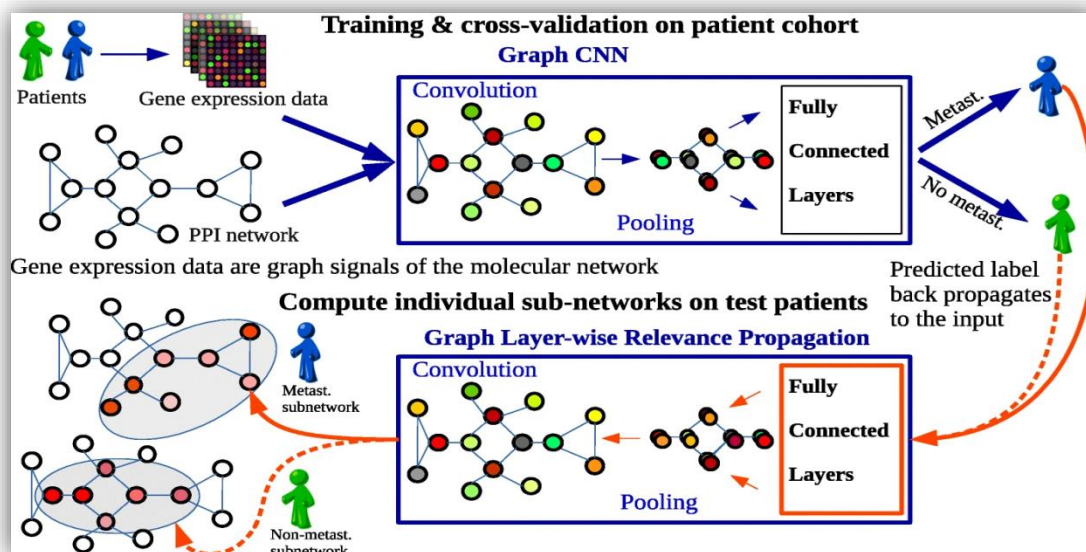 Training & cross-validation on patient cohort
Graph CNN
Patients
Gene expression data
PPI network
Convolution
Pooling
Fully
Connected
Layers
Metast.
No metast.
Gene expression data are graph signals of the molecular network
Predicted label
back propagates
to the input
Compute individual sub-networks on test patients
Graph Layer-wise Relevance Propagation
Convolution
Pooling
Fully
Connected
Layers
Metast.
subnetwork
Non-metast.
subnetwork